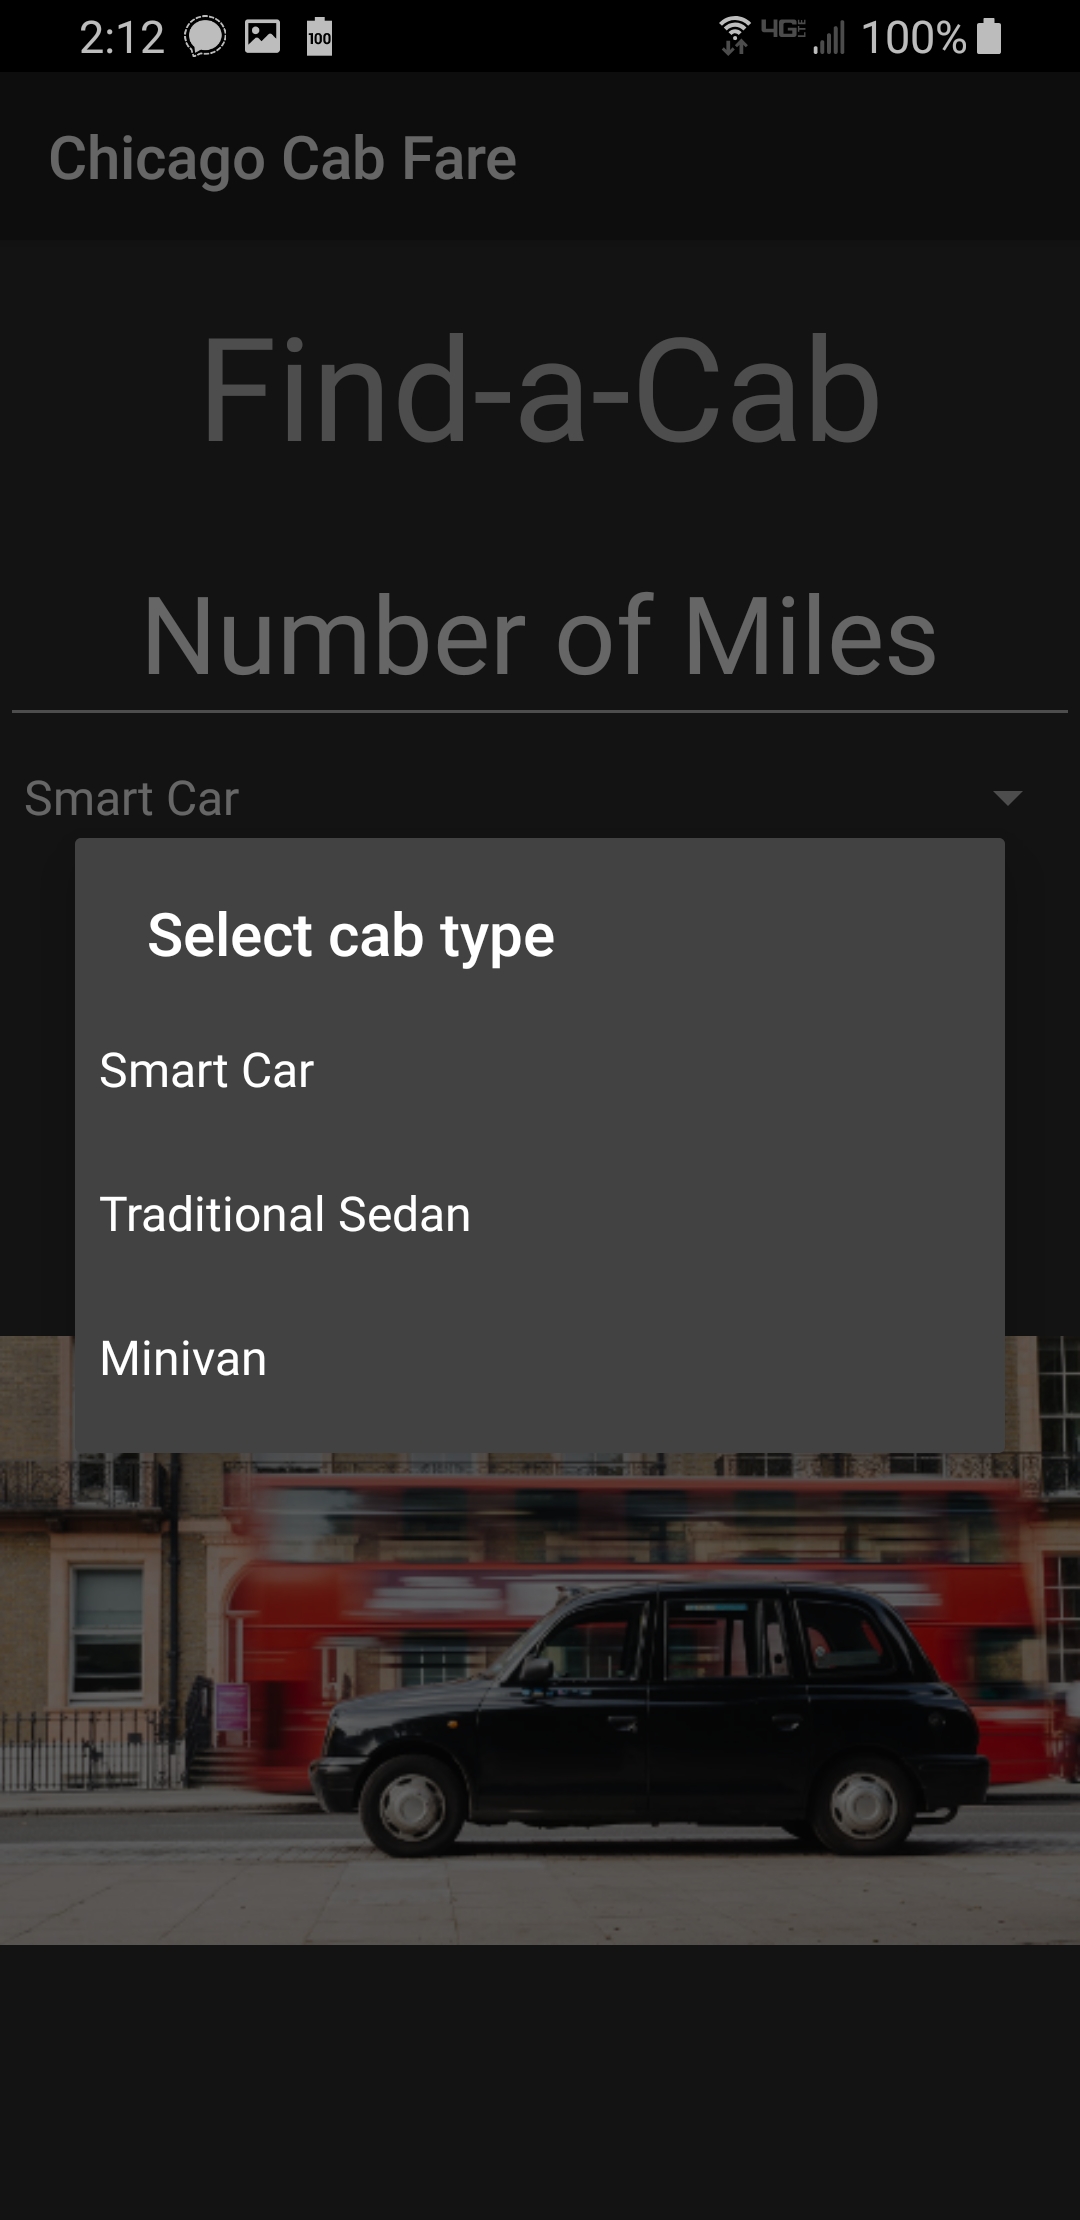 2:12 100 4G LTE 100%
Chicago Cab Fare
Find-a-Cab
Number of Miles
Smart Car
Select cab type
Smart Car
Traditional Sedan
Minivan